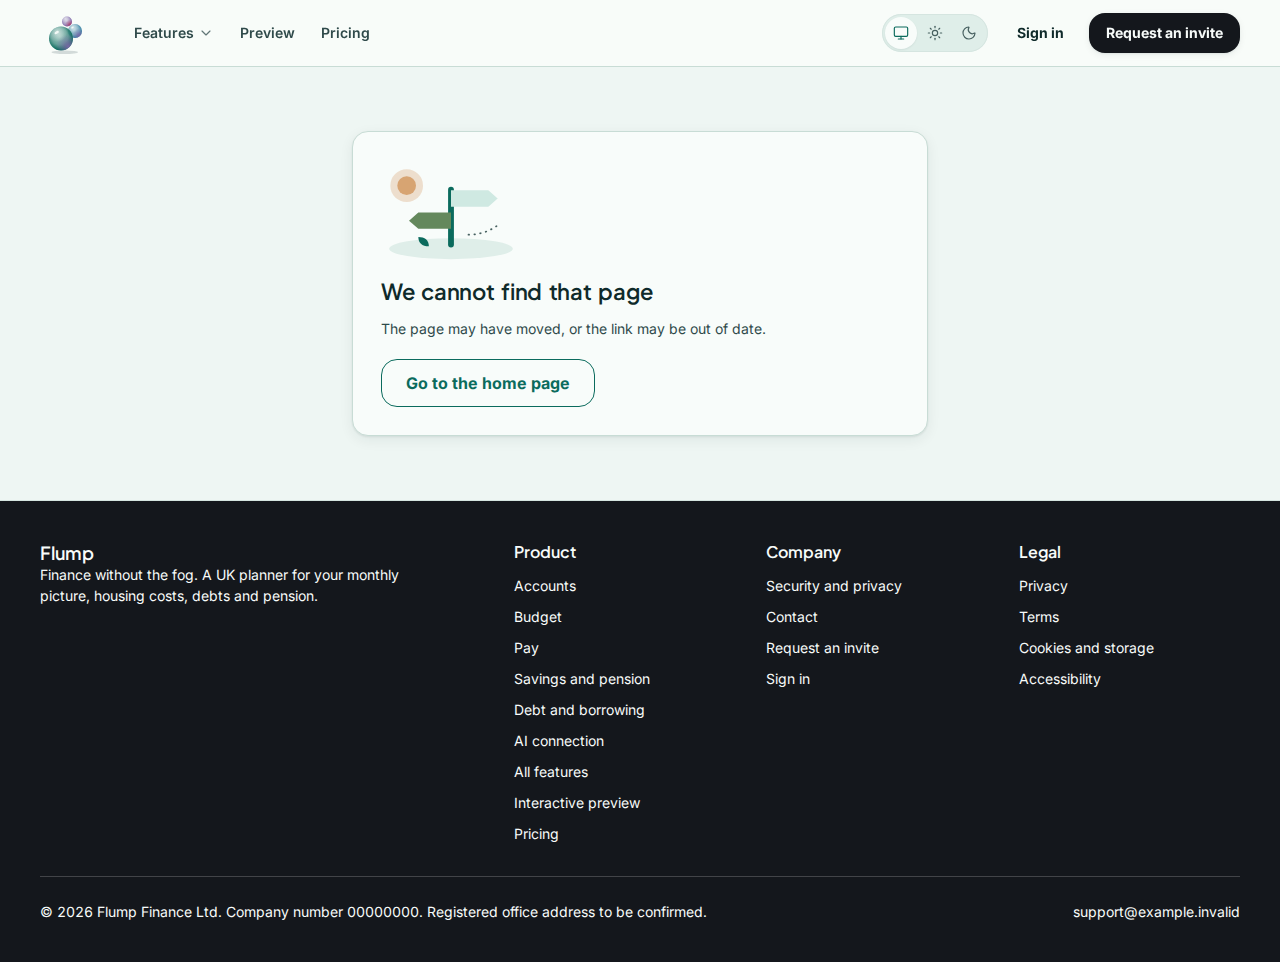 Features
Preview
Pricing
Sign in
Request an invite
We cannot find that page
The page may have moved, or the link may be out of date.
Go to the home page
Flump
Finance without the fog. A UK planner for your monthly
picture, housing costs, debts and pension.
Product
Accounts
Budget
Pay
Savings and pension
Debt and borrowing
AI connection
All features
Interactive preview
Pricing
Company
Security and privacy
Contact
Request an invite
Sign in
Legal
Privacy
Terms
Cookies and storage
Accessibility
© 2026 Flump Finance Ltd. Company number 00000000. Registered office address to be confirmed.
support@example.invalid